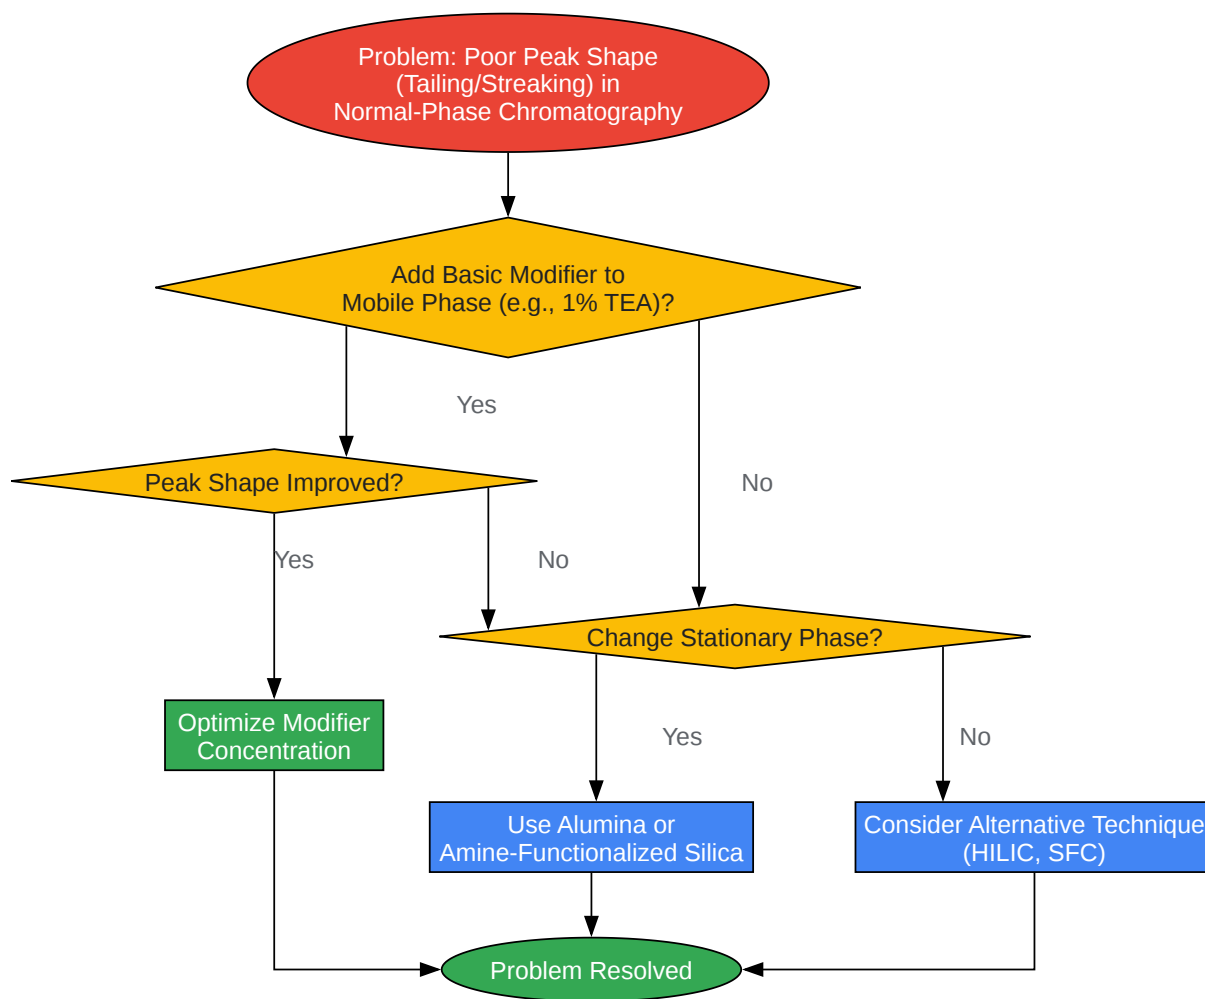 Problem: Poor Peak Shape
(Tailing/Streaking) in
Normal-Phase Chromatography
Add Basic Modifier to
Mobile Phase (e.g., 1% TEA)?
Yes
Peak Shape Improved?
No
Yes
No
Change Stationary Phase?
Optimize Modifier
Concentration
Yes
No
Use Alumina or
Amine-Functionalized Silica
Consider Alternative Technique
(HILIC, SFC)
Problem Resolved